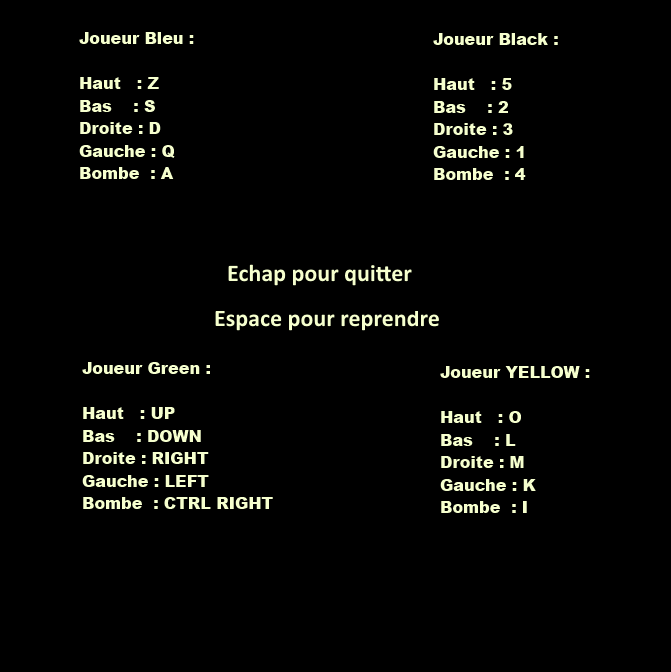 Joueur Bleu :
Haut : Z
Bas : S
Droite : D
Gauche : Q
Bombe : A
Joueur Black :
Haut : 5
Bas : 2
Droite : 3
Gauche : 1
Bombe : 4
Echap pour quitter
Espace pour reprendre
Joueur Green :
Haut : UP
Bas : DOWN
Droite : RIGHT
Gauche : LEFT
Bombe : CTRL RIGHT
Joueur YELLOW :
Haut : O
Bas : L
Droite : M
Gauche : K
Bombe : I